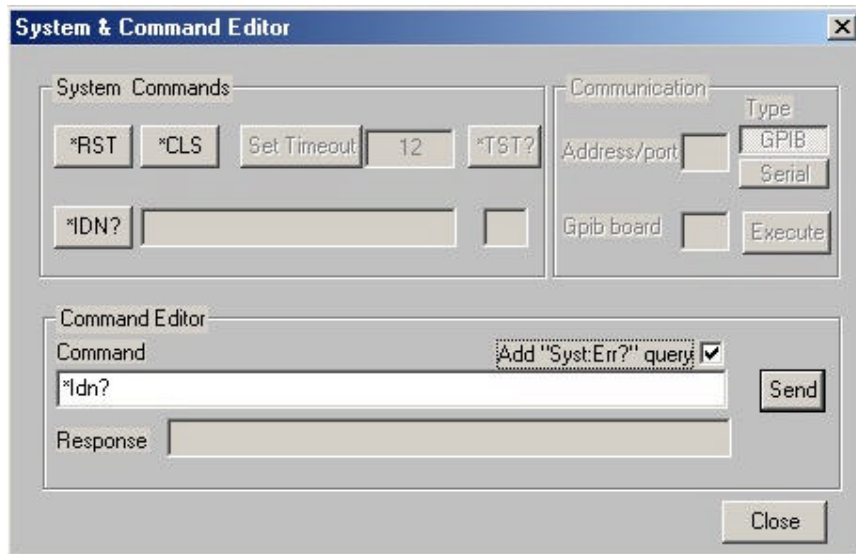 System & Command Editor
System Commands
*RST *CLS Set Timeout 12 *TST?
*IDN?
Communication
Type
Address/port GPIB
Serial
Gpib board Execute
Command Editor
Command Add "Syst:Err?" query
*Idn?
Send
Response
Close